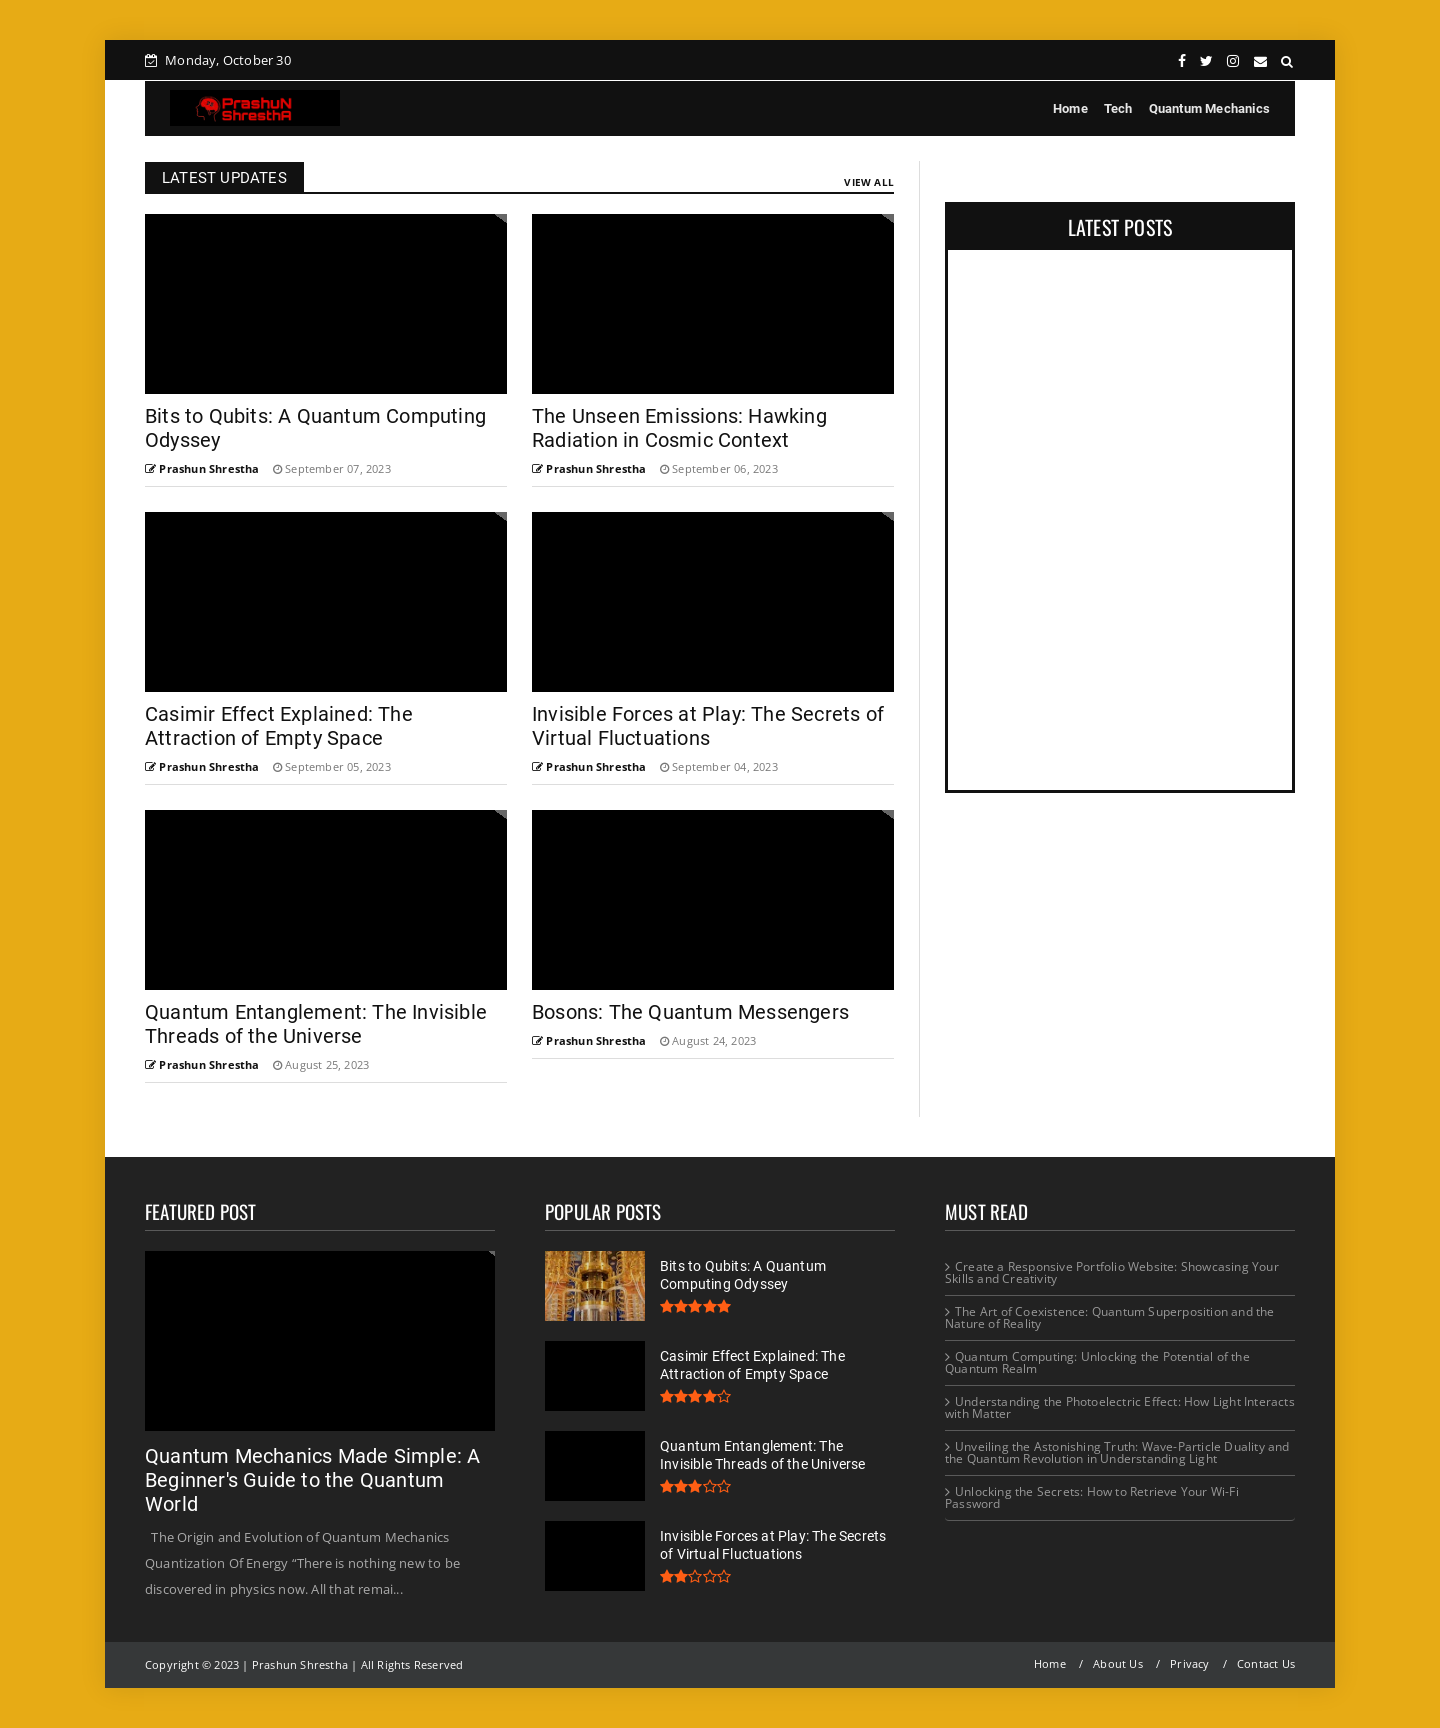 Monday, October 30
PrashuN
ShresthA
Home Tech Quantum Mechanics
LATEST UPDATES
VIEW ALL
Bits to Qubits: A Quantum Computing
Odyssey
Prashun Shrestha September 07, 2023
The Unseen Emissions: Hawking
Radiation in Cosmic Context
Prashun Shrestha September 06, 2023
Casimir Effect Explained: The
Attraction of Empty Space
Prashun Shrestha September 05, 2023
Invisible Forces at Play: The Secrets of
Virtual Fluctuations
Prashun Shrestha September 04, 2023
Quantum Entanglement: The Invisible
Threads of the Universe
Prashun Shrestha August 25, 2023
Bosons: The Quantum Messengers
Prashun Shrestha August 24, 2023
LATEST POSTS
FEATURED POST
Quantum Mechanics Made Simple: A
Beginner's Guide to the Quantum
World
The Origin and Evolution of Quantum Mechanics
Quantization Of Energy “There is nothing new to be
discovered in physics now. All that remai...
POPULAR POSTS
Bits to Qubits: A Quantum
Computing Odyssey
Casimir Effect Explained: The
Attraction of Empty Space
Quantum Entanglement: The
Invisible Threads of the Universe
Invisible Forces at Play: The Secrets
of Virtual Fluctuations
MUST READ
Create a Responsive Portfolio Website: Showcasing Your
Skills and Creativity
The Art of Coexistence: Quantum Superposition and the
Nature of Reality
Quantum Computing: Unlocking the Potential of the
Quantum Realm
Understanding the Photoelectric Effect: How Light Interacts
with Matter
Unveiling the Astonishing Truth: Wave-Particle Duality and
the Quantum Revolution in Understanding Light
Unlocking the Secrets: How to Retrieve Your Wi-Fi
Password
Copyright © 2023 | Prashun Shrestha | All Rights Reserved
Home / About Us / Privacy / Contact Us